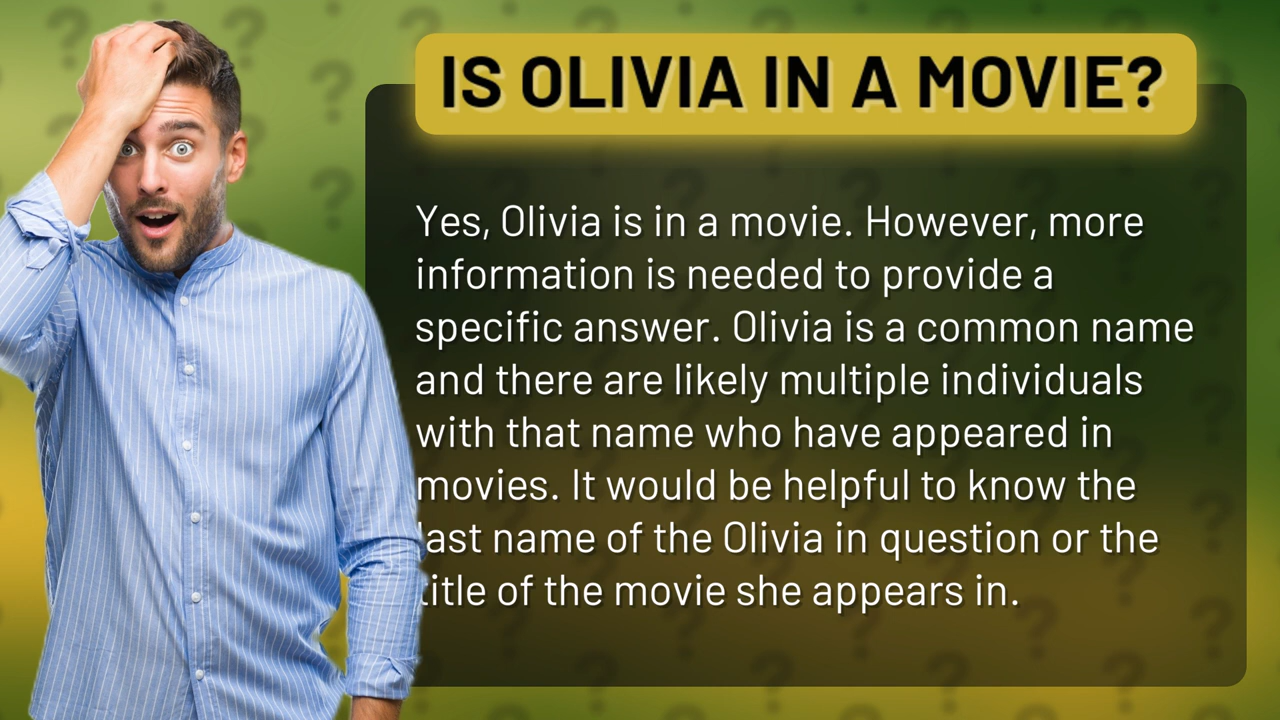 IS OLIVIA IN A MOVIE?
Yes, Olivia is in a movie. However, more
information is needed to provide a
specific answer. Olivia is a common name
and there are likely multiple individuals
with that name who have appeared in
movies. It would be helpful to know the
last name of the Olivia in question or the
title of the movie she appears in.